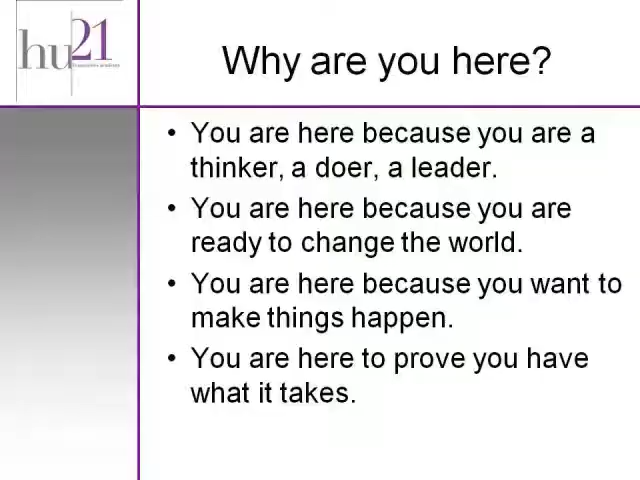 hu21
Why are you here?
• You are here because you are a
thinker, a doer, a leader.
• You are here because you are
ready to change the world.
• You are here because you want to
make things happen.
• You are here to prove you have
what it takes.